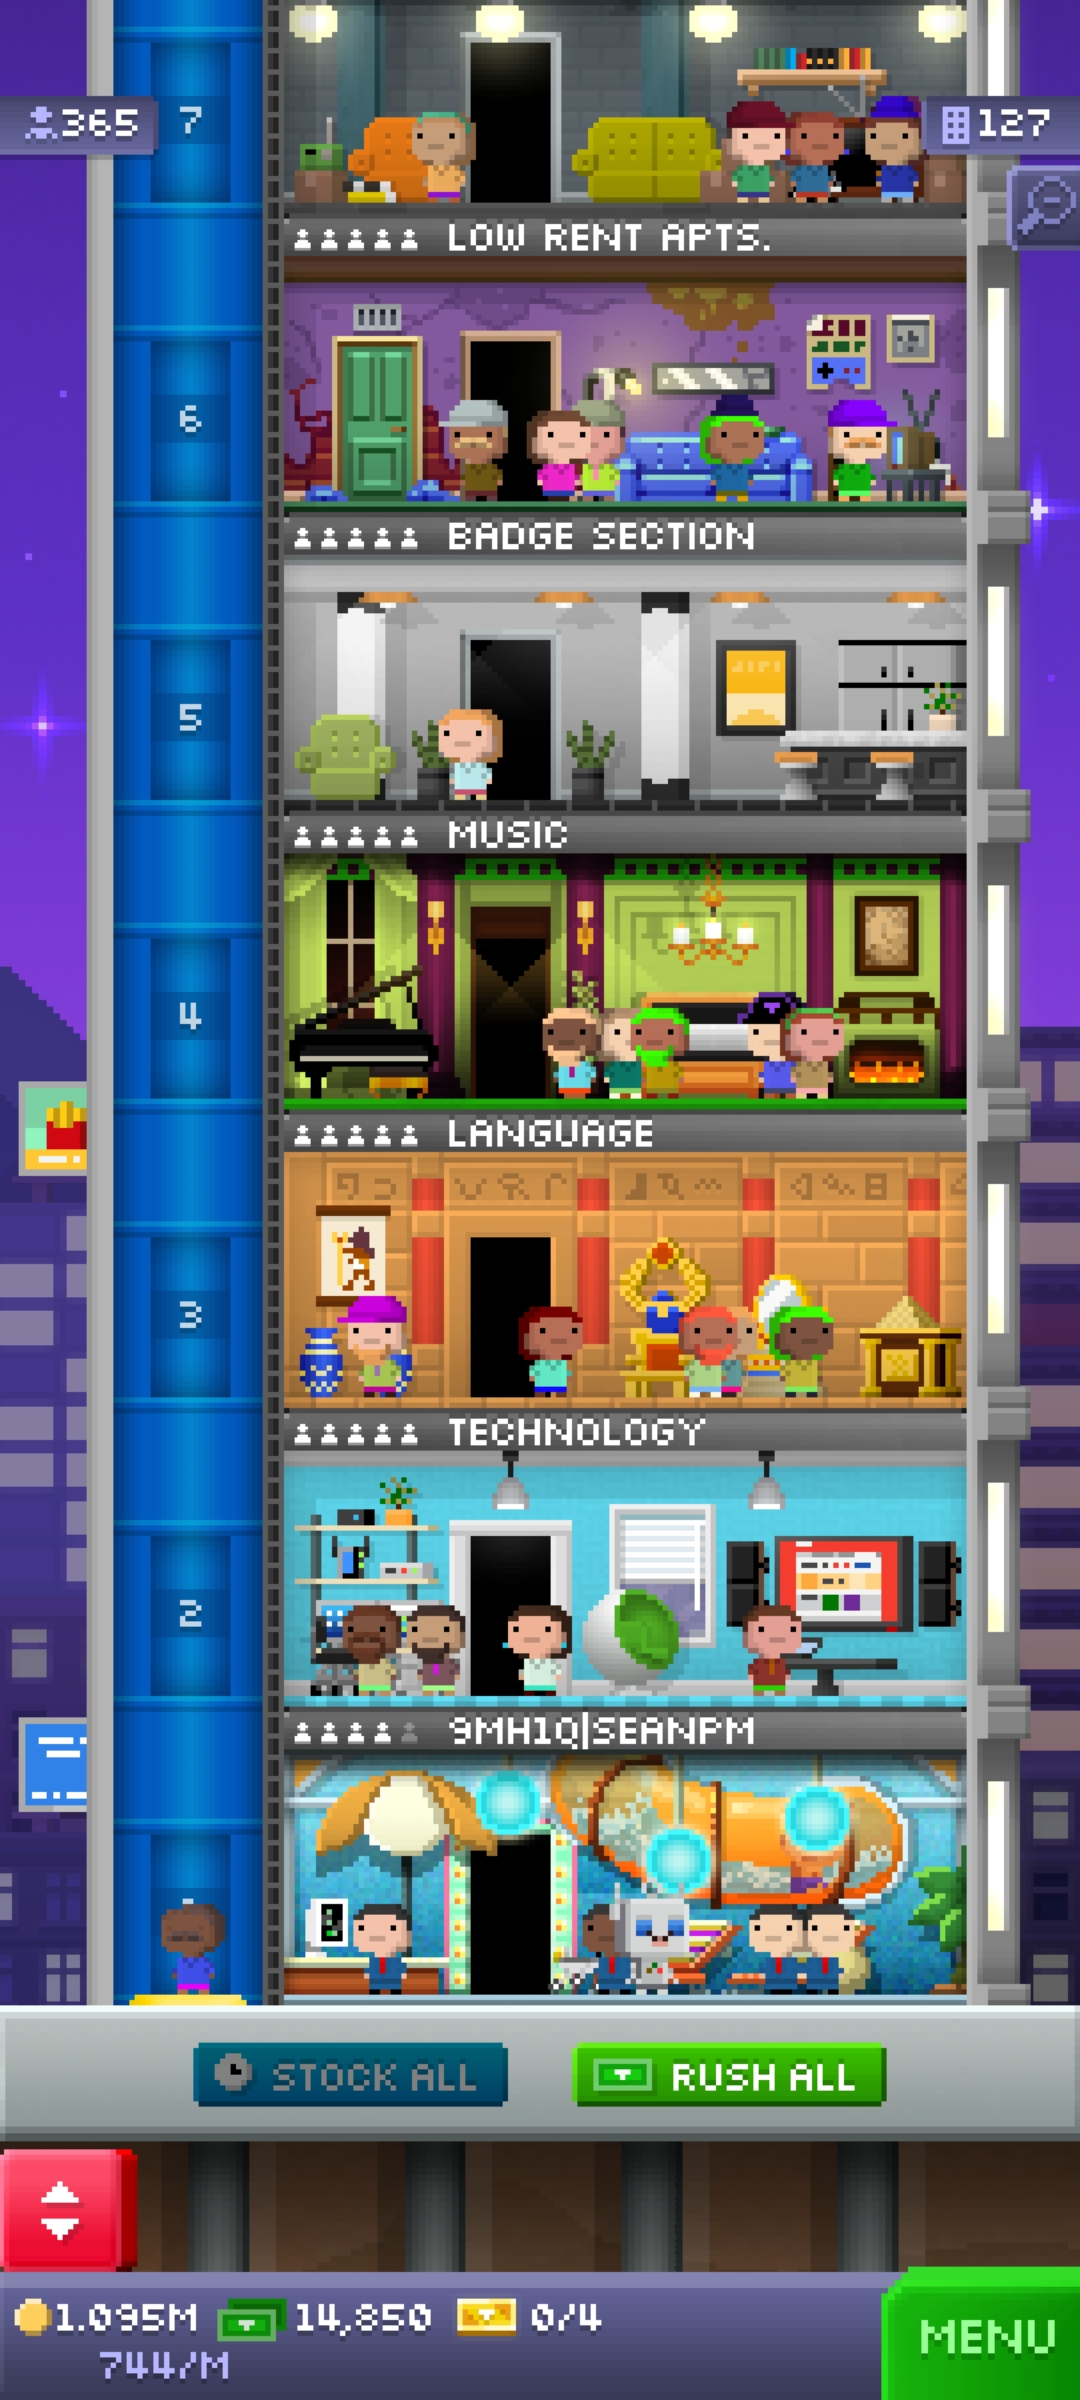 365
7
127
LOW RENT APTS.
6
BADGE SECTION
5
MUSIC
4
LANGUAGE
3
TECHNOLOGY
2
9MH1Q|SEANPM
STOCK ALL
RUSH ALL
1.095M
14,850
0/4
744/M
MENU